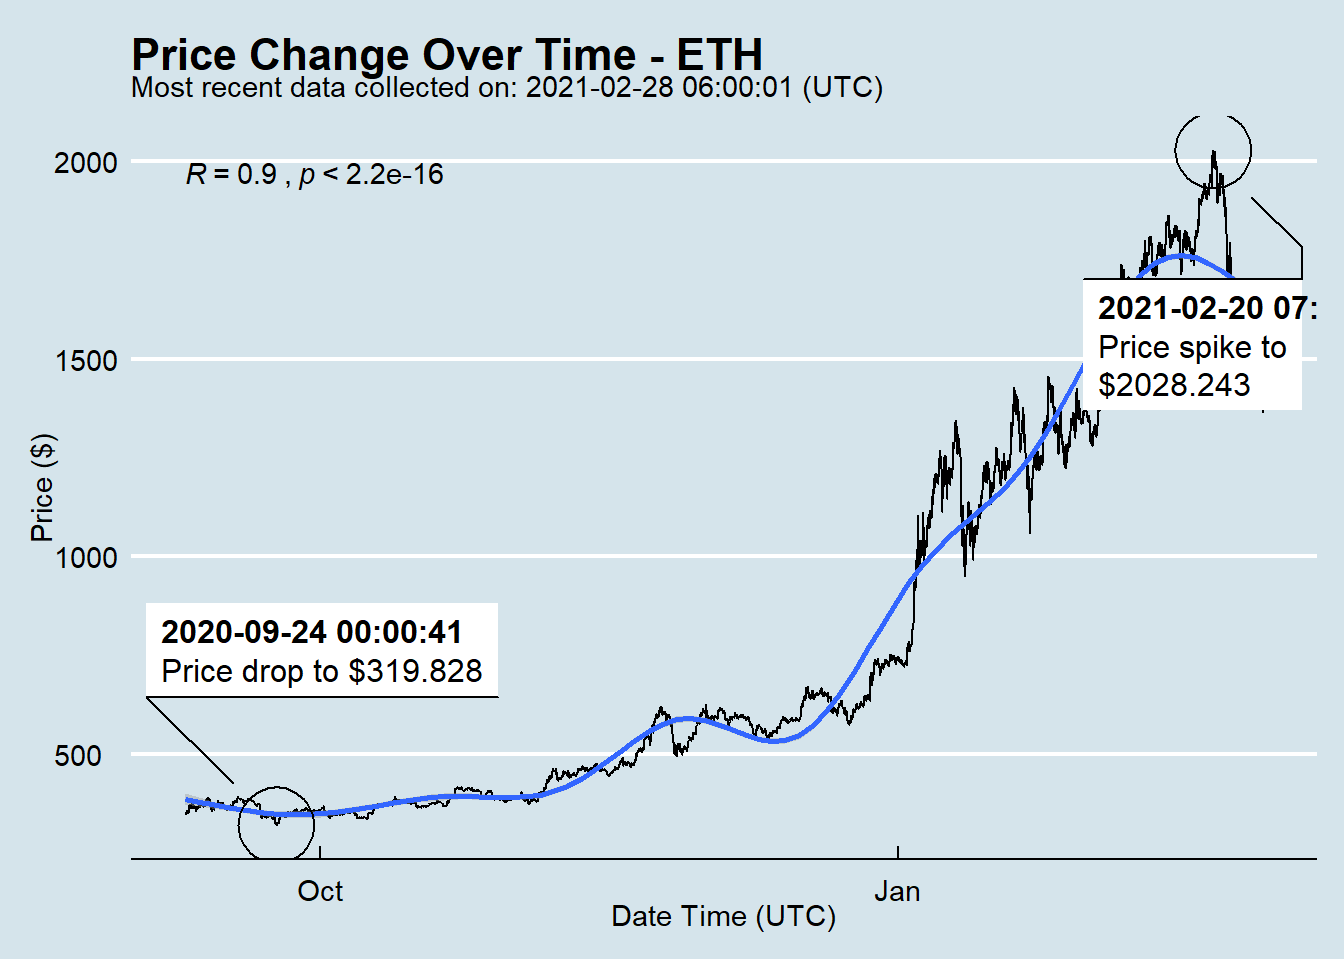 Price Change Over Time - ETH
Most recent data collected on: 2021-02-28 06:00:01 (UTC)
2000
R = 0.9 , p < 2.2e-16
2021-02-20 07:
Price spike to
$2028.243
1500
Price ($)
1000
2020-09-24 00:00:41
Price drop to $319.828
500
Oct
Jan
Date Time (UTC)